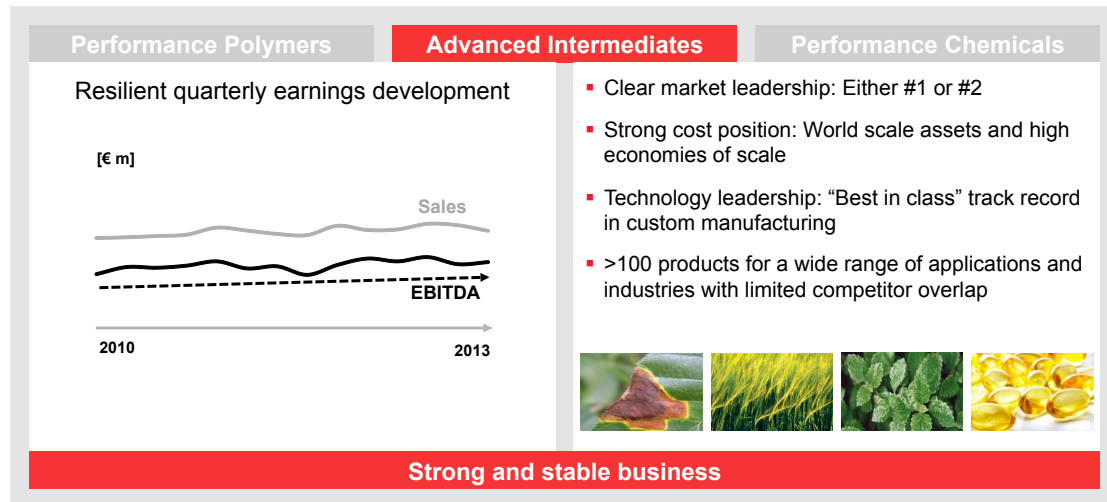 Performance Polymers
Advanced Intermediates
Performance Chemicals
Resilient quarterly earnings development
[€ m]
Sales
EBITDA
2010
2013
▪ Clear market leadership: Either #1 or #2
▪ Strong cost position: World scale assets and high
economies of scale
▪ Technology leadership: “Best in class” track record
in custom manufacturing
▪ >100 products for a wide range of applications and
industries with limited competitor overlap
Strong and stable business